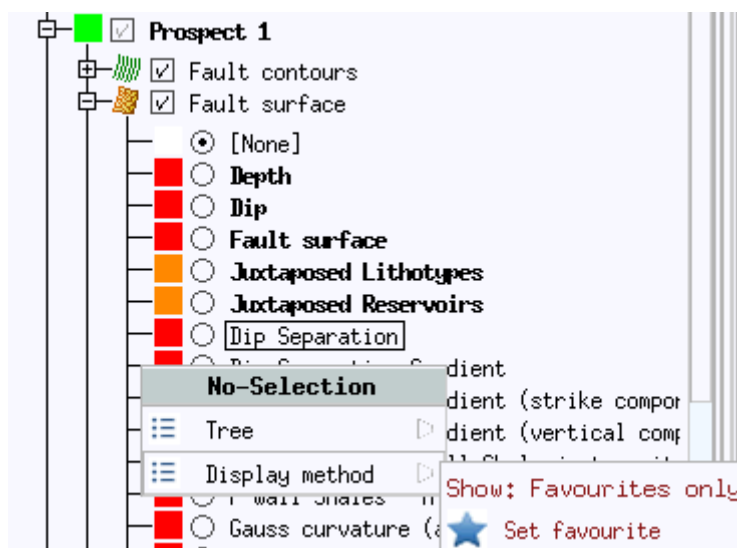 Prospect 1
Fault contours
Fault surface
[None]
Depth
Dip
Fault surface
Juxtaposed Lithotypes
Juxtaposed Reservoirs
Dip Separation
dient
No-Selection
dient (strike compor
Tree
dient (vertical comp
Display method
Show: Favourites only
Gauss curvature (a
Set favourite